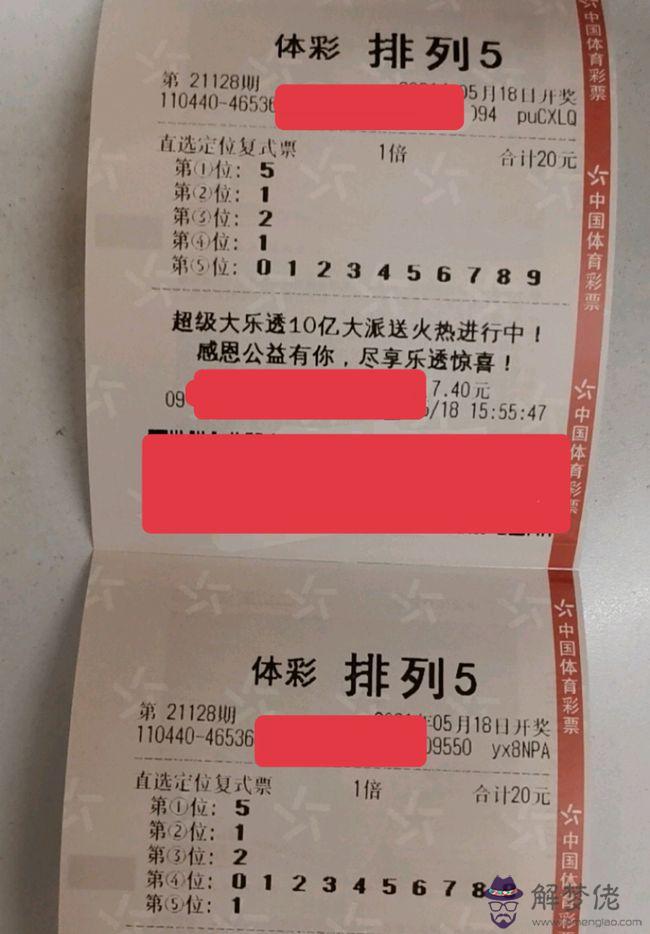 体彩 排列5
第 21128期 年05月18日开奖
110440-46536 094 puCXLQ
直选定位复式票 1倍 合计20元
第①位: 5
第②位: 1
第③位: 2
第④位: 1
第⑤位: 0 1 2 3 4 5 6 7 8 9
超级大乐透10亿大派送火热进行中!
感恩公益有你，尽享乐透惊喜!
7.40元
09 /18 15:55:47
中国体育彩票
中国体育彩票
中国体育彩票
体彩 排列5
第 21128期 年05月18日开奖
110440-46536 09550 yx8NPA
直选定位复式票 1倍 合计20元
第①位: 5
第②位: 1
第③位: 2
第④位: 0 1 2 3 4 5 6 7 8 9
第⑤位: 1
中国体育彩票
中国体育彩
解梦佬